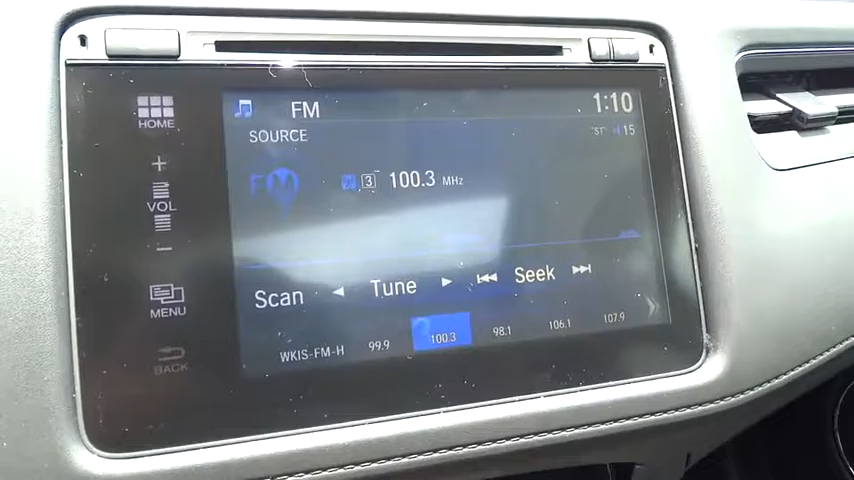 HOME
+
VOL
−
MENU
BACK
FM
1:10
SOURCE
"ST" 15
FM
3 100.3 MHz
Scan Tune Seek
WKIS-FM-H 99.9 100.3 98.1 106.1 107.9